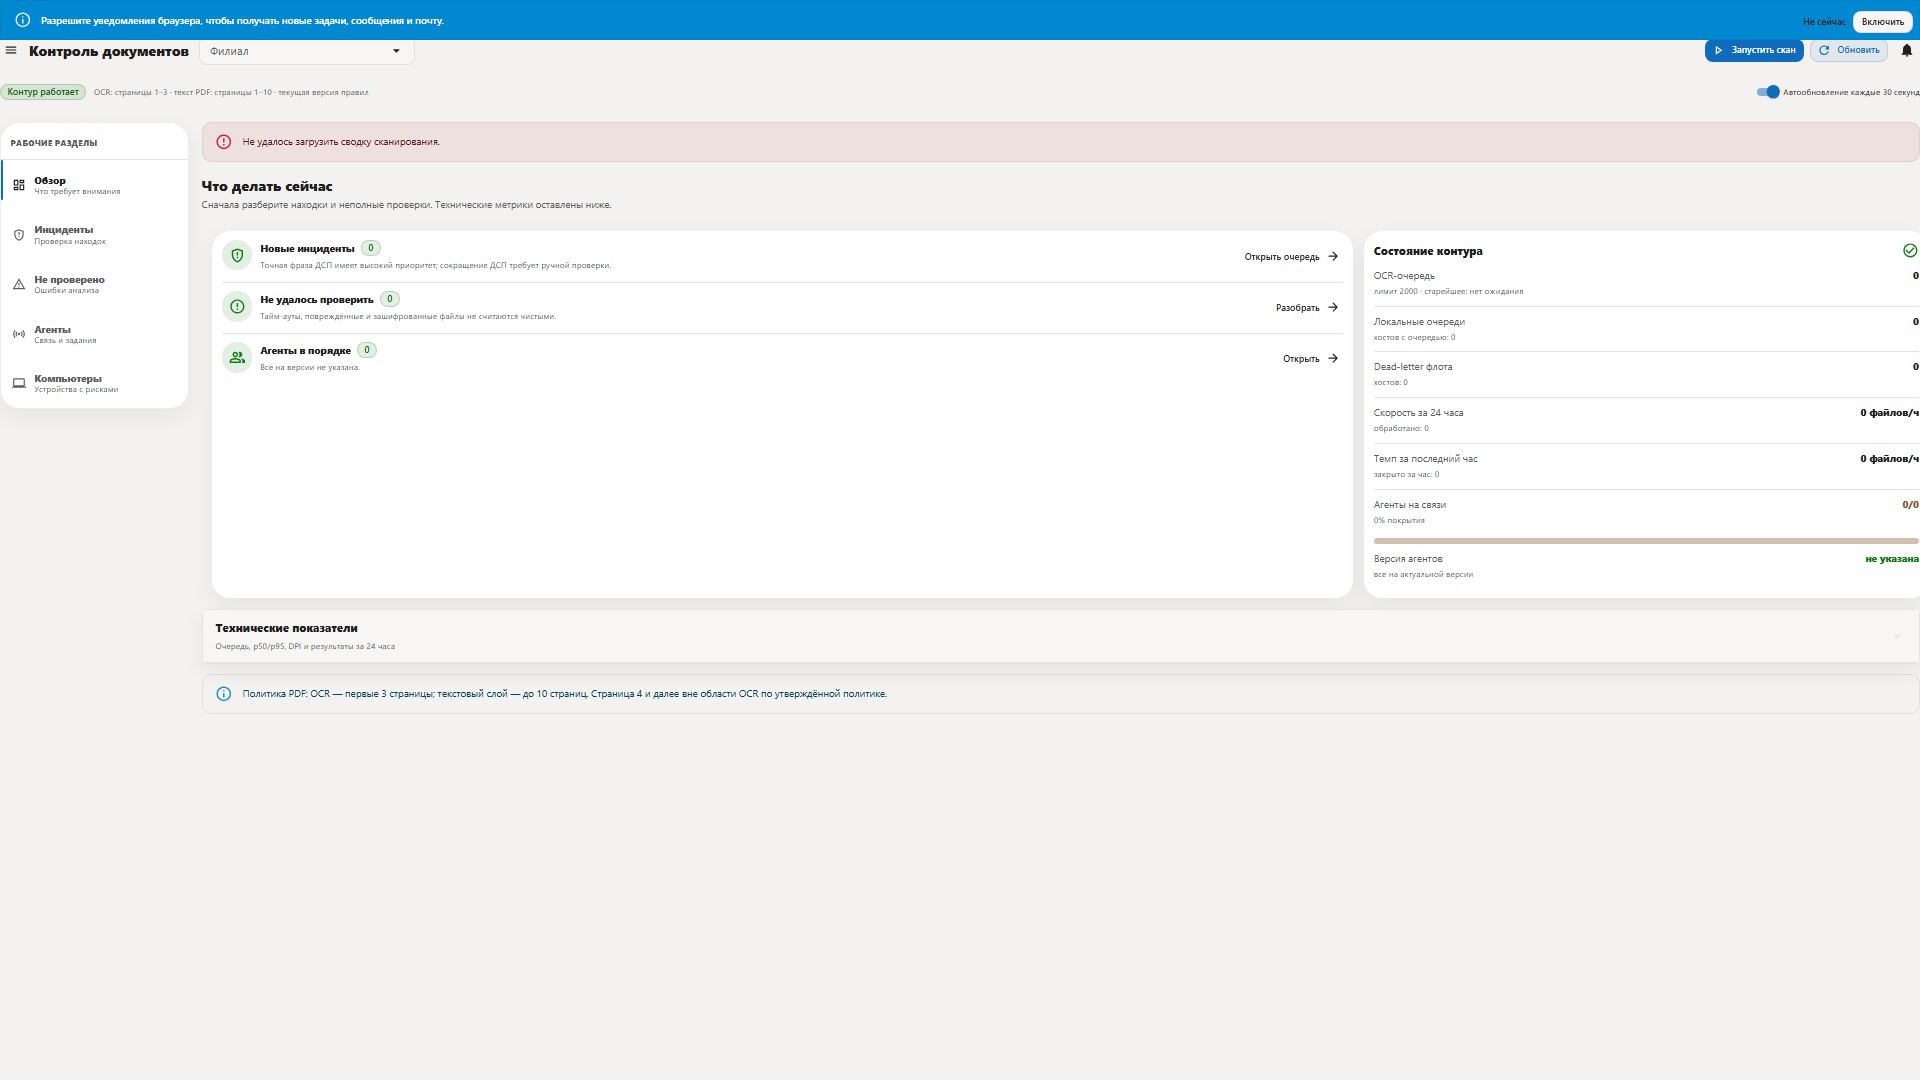 Разрешите уведомления браузера, чтобы получать новые задачи, сообщения и почту.
Не сейчас
Включить
Контроль документов
Филиал
Запустить скан
Обновить
Контур работает
OCR: страницы 1–3 · текст PDF: страницы 1–10 · текущая версия правил
Автообновление каждые 30 секунд
РАБОЧИЕ РАЗДЕЛЫ
Обзор
Что требует внимания
Инциденты
Проверка находок
Не проверено
Ошибки анализа
Агенты
Связь и задания
Компьютеры
Устройства с рисками
Не удалось загрузить сводку сканирования.
Что делать сейчас
Сначала разберите находки и неполные проверки. Технические метрики оставлены ниже.
Новые инциденты 0
Точная фраза ДСП имеет высокий приоритет; сокращение ДСП требует ручной проверки.
Открыть очередь
Не удалось проверить 0
Тайм-ауты, повреждённые и зашифрованные файлы не считаются чистыми.
Разобрать
Агенты в порядке 0
Все на версии не указана.
Открыть
Состояние контура
OCR-очередь 0
лимит 2000 · старейшее: нет ожидания
Локальные очереди 0
хостов с очередью: 0
Dead-letter флота 0
хостов: 0
Скорость за 24 часа 0 файлов/ч
обработано: 0
Темп за последний час 0 файлов/ч
закрыто за час: 0
Агенты на связи 0/0
0% покрытия
Версия агентов не указана
все на актуальной версии
Технические показатели
Очередь, p50/p95, DPI и результаты за 24 часа
Политика PDF: OCR — первые 3 страницы; текстовый слой — до 10 страниц. Страница 4 и далее вне области OCR по утверждённой политике.